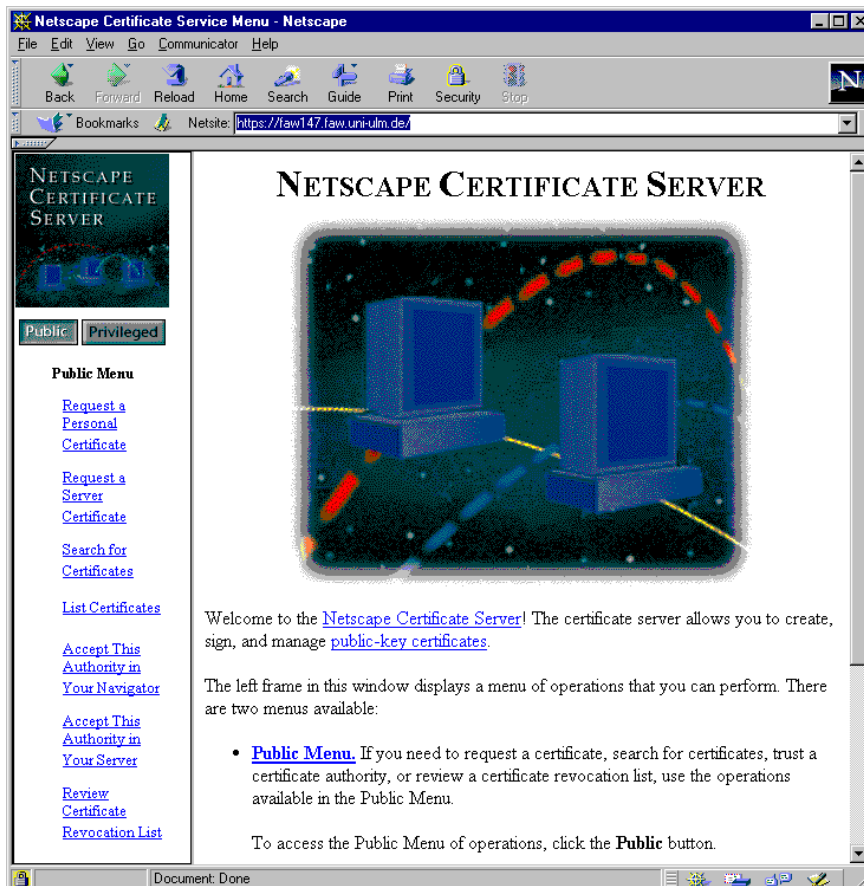 Netscape Certificate Service Menu - Netscape
File Edit View Go Communicator Help
Back Forward Reload Home Search Guide Print Security Stop
N
Bookmarks Netsite: https://faw147.faw.uni-ulm.de/
NETSCAPE
CERTIFICATE
SERVER
Public Privileged
Public Menu
Request a
Personal
Certificate
Request a
Server
Certificate
Search for
Certificates
List Certificates
Accept This
Authority in
Your Navigator
Accept This
Authority in
Your Server
Review
Certificate
Revocation List
NETSCAPE CERTIFICATE SERVER
Welcome to the Netscape Certificate Server! The certificate server allows you to create,
sign, and manage public-key certificates.
The left frame in this window displays a menu of operations that you can perform. There
are two menus available:
• Public Menu. If you need to request a certificate, search for certificates, trust a
certificate authority, or review a certificate revocation list, use the operations
available in the Public Menu.
To access the Public Menu of operations, click the Public button.
Document: Done